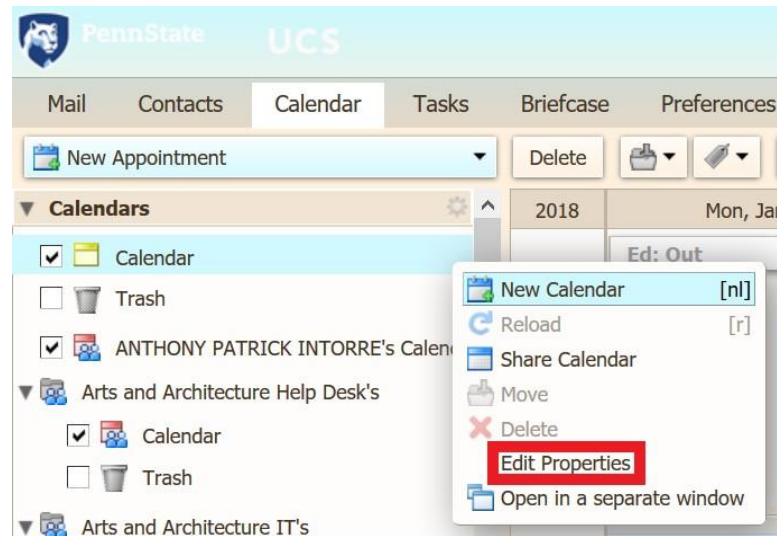 PennState UCS
Mail Contacts Calendar Tasks Briefcase Preferences
New Appointment Delete
Calendars 2018 Mon, Ja
Ed: Out
Calendar
Trash
ANTHONY PATRICK INTORRE's Calen
Arts and Architecture Help Desk's
Calendar
Trash
Arts and Architecture IT's
New Calendar [nl]
Reload [r]
Share Calendar
Move
Delete
Edit Properties
Open in a separate window